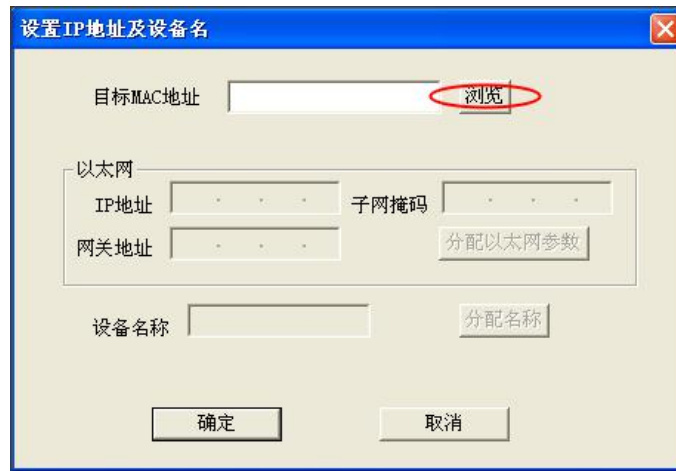 设置IP地址及设备名
目标MAC地址 浏览
以太网
IP地址 . . . 子网掩码 . . .
网关地址 . . . 分配以太网参数
设备名称 分配名称
确定 取消